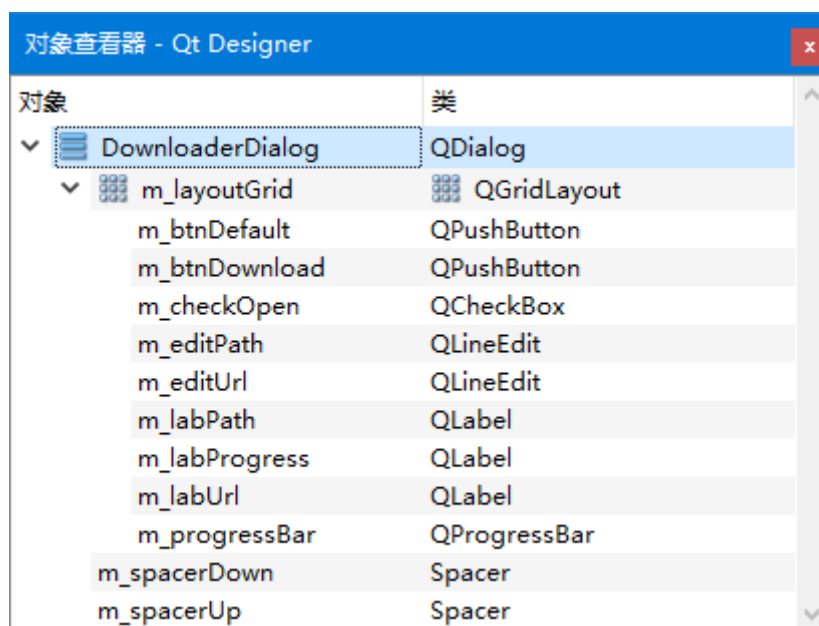 对象查看器 - Qt Designer
x
对象 类
DownloaderDialog QDialog
m_layoutGrid QGridLayout
m_btnDefault QPushButton
m_btnDownload QPushButton
m_checkOpen QCheckBox
m_editPath QLineEdit
m_editUrl QLineEdit
m_labPath QLabel
m_labProgress QLabel
m_labUrl QLabel
m_progressBar QProgressBar
m_spacerDown Spacer
m_spacerUp Spacer